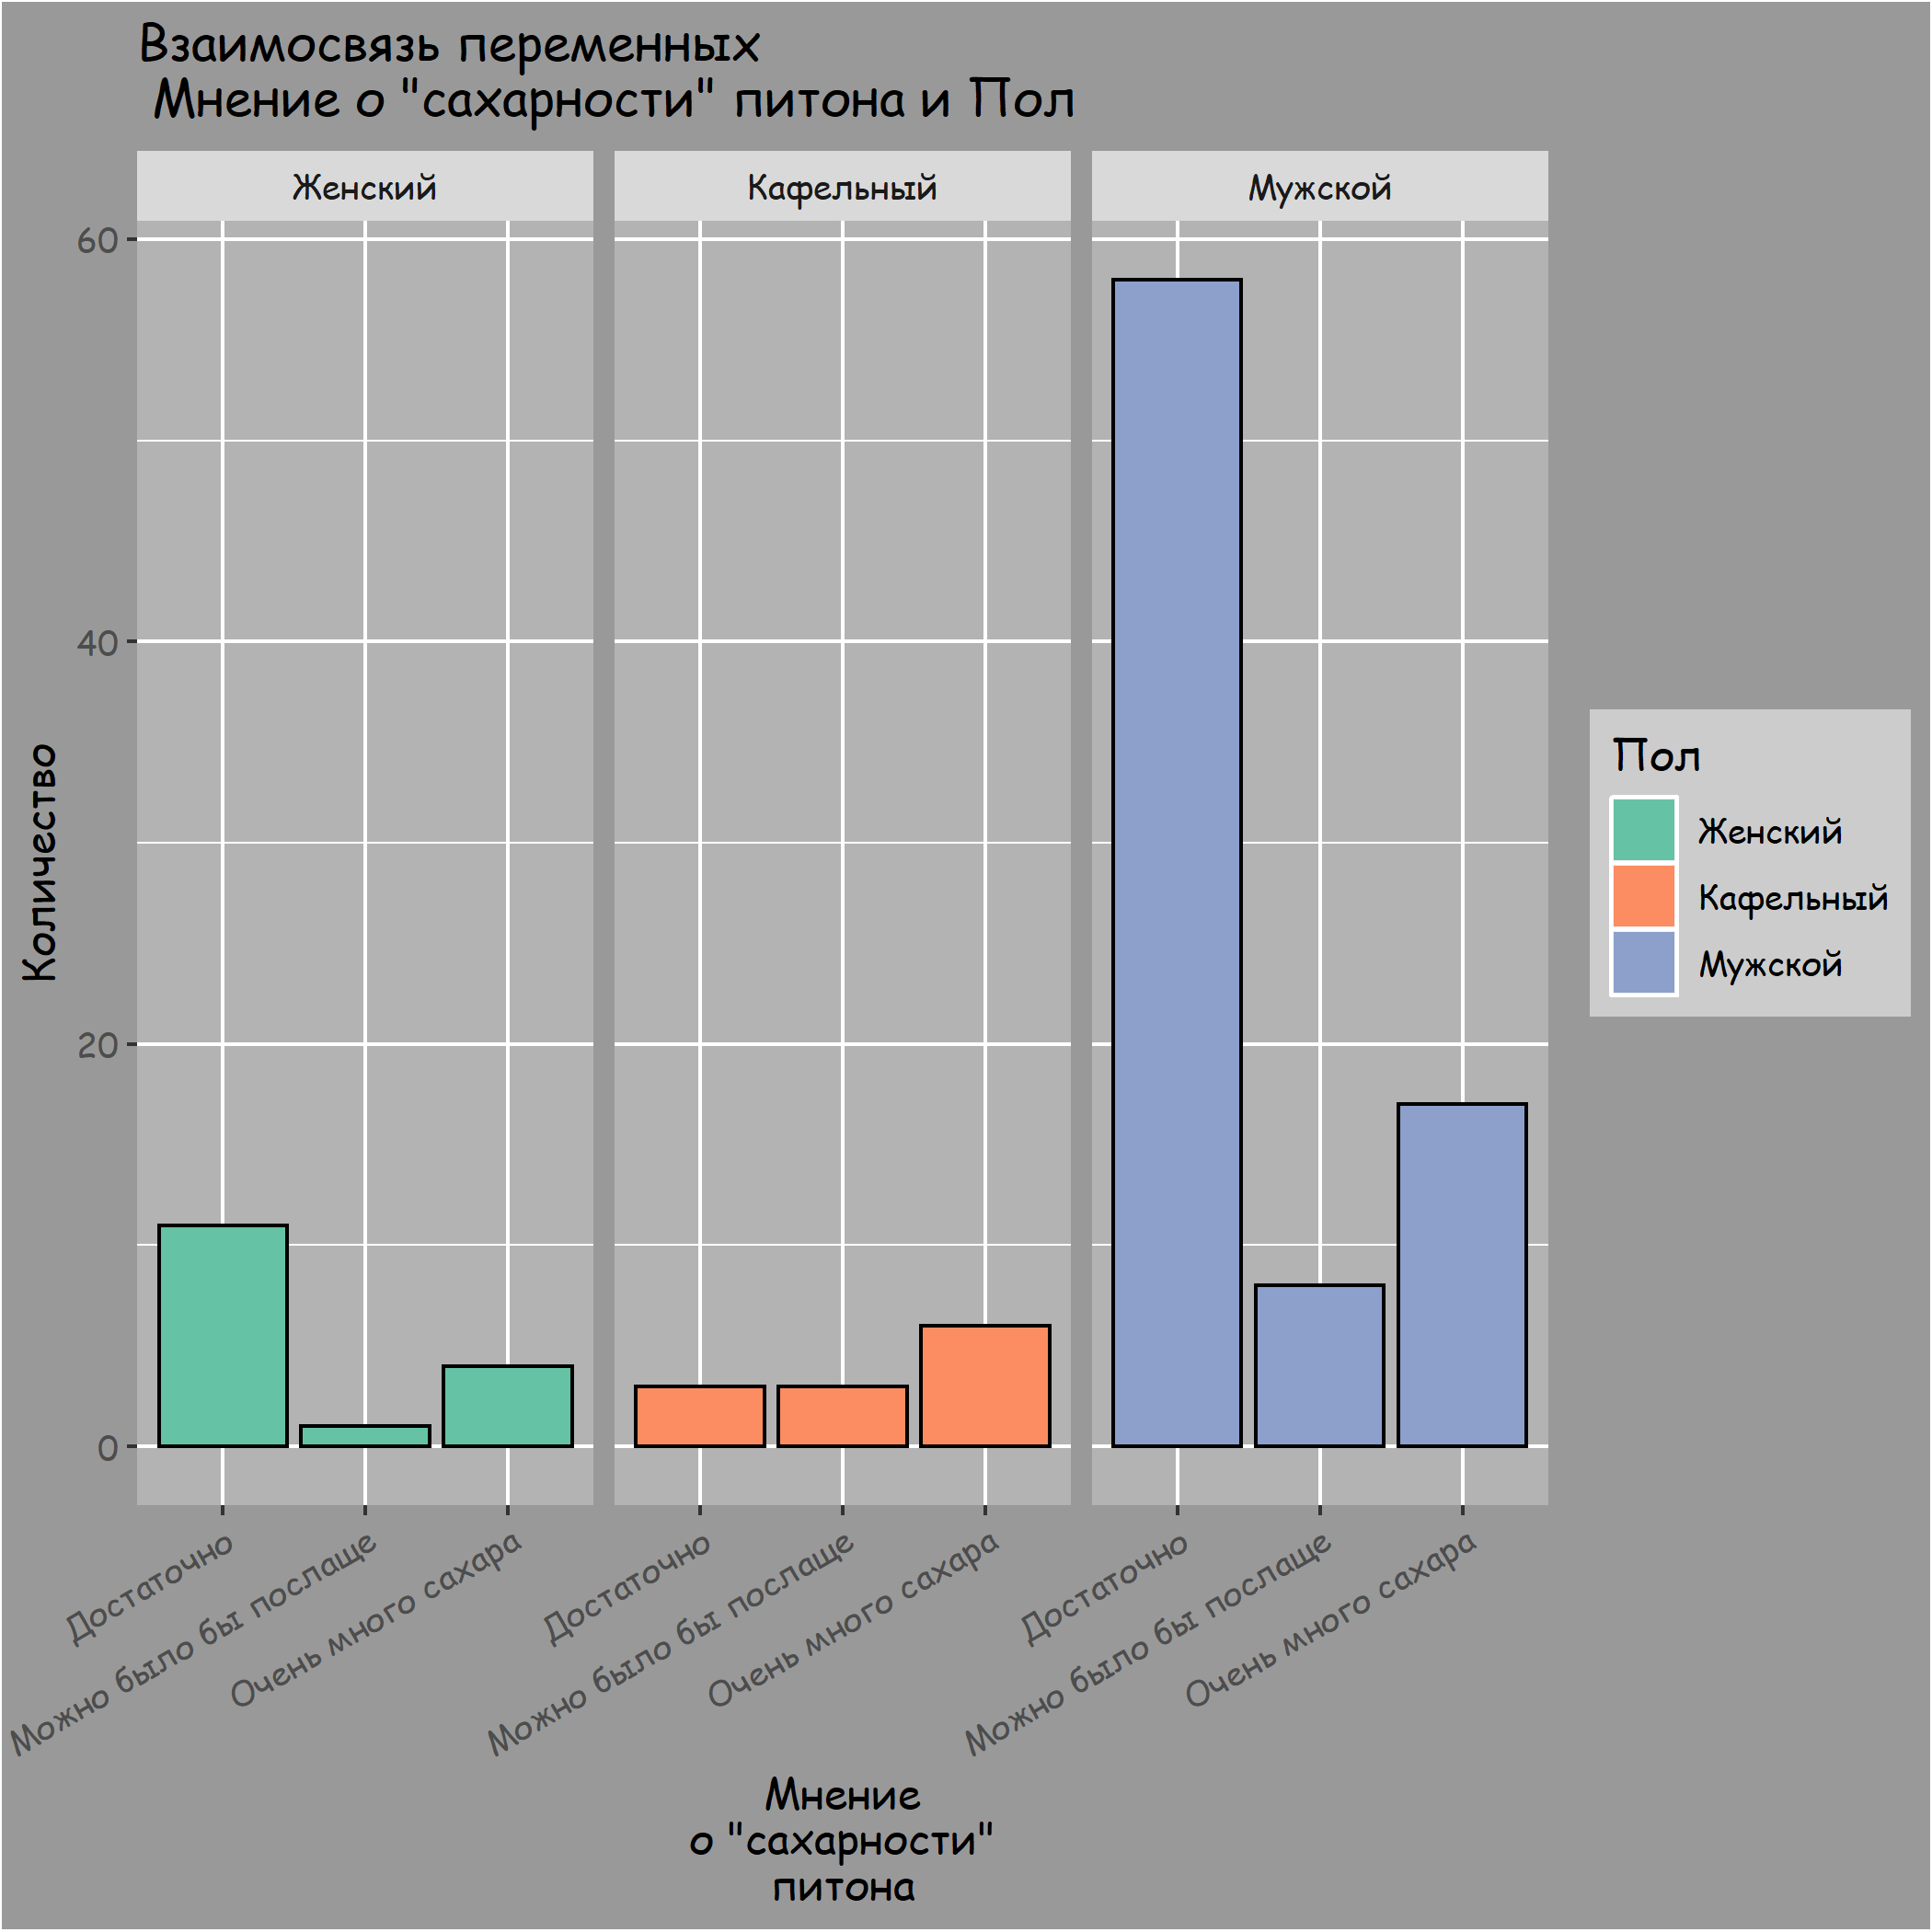 Взаимосвязь переменных
Мнение о "сахарности" питона и Пол
Женский
Кафельный
Мужской
60
40
20
0
Количество
Достаточно
Можно было бы послаще
Очень много сахара
Достаточно
Можно было бы послаще
Очень много сахара
Достаточно
Можно было бы послаще
Очень много сахара
Мнение
о "сахарности"
питона
Пол
Женский
Кафельный
Мужской